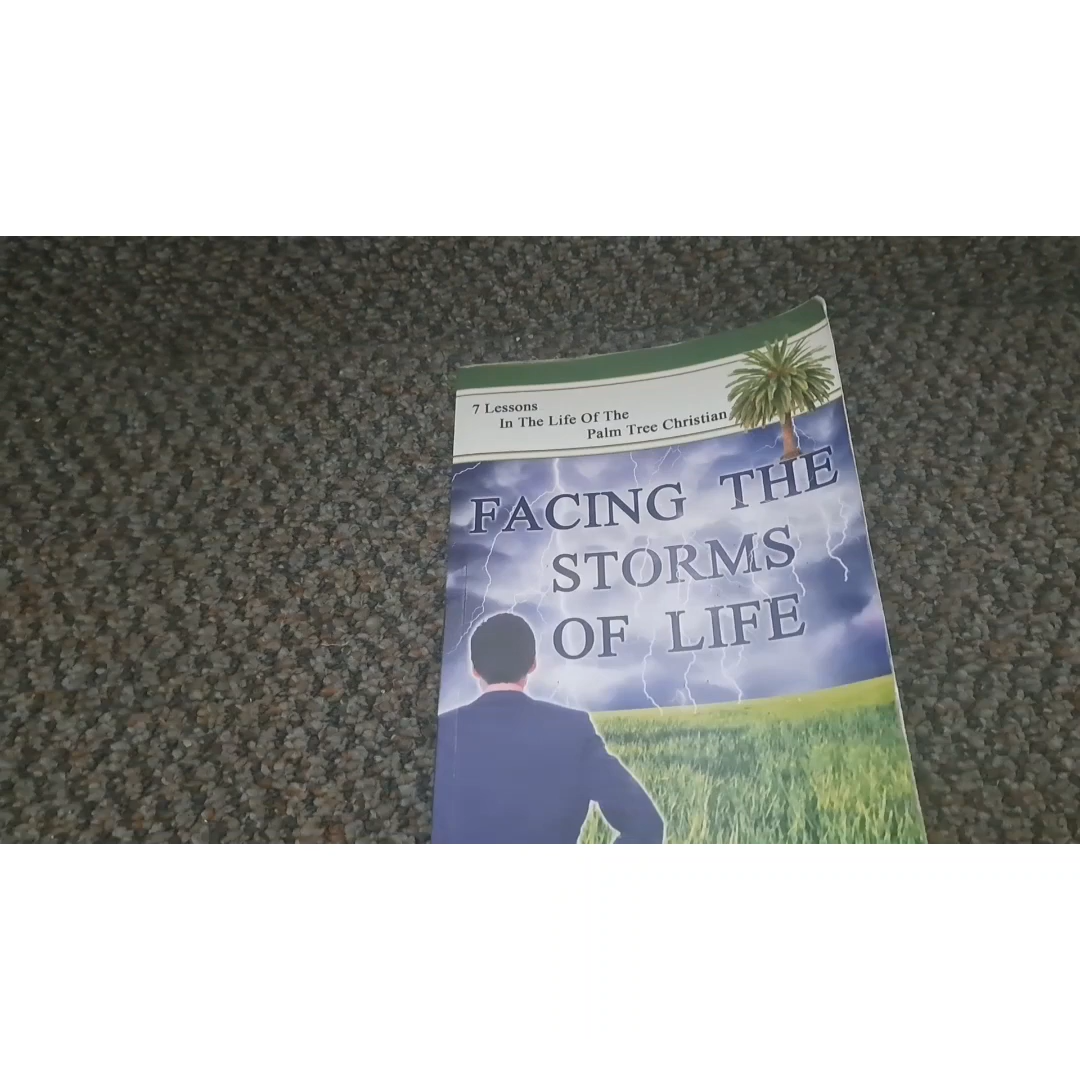 7 Lessons
In The Life Of The
Palm Tree Christian
FACING THE
STORMS
OF LIFE